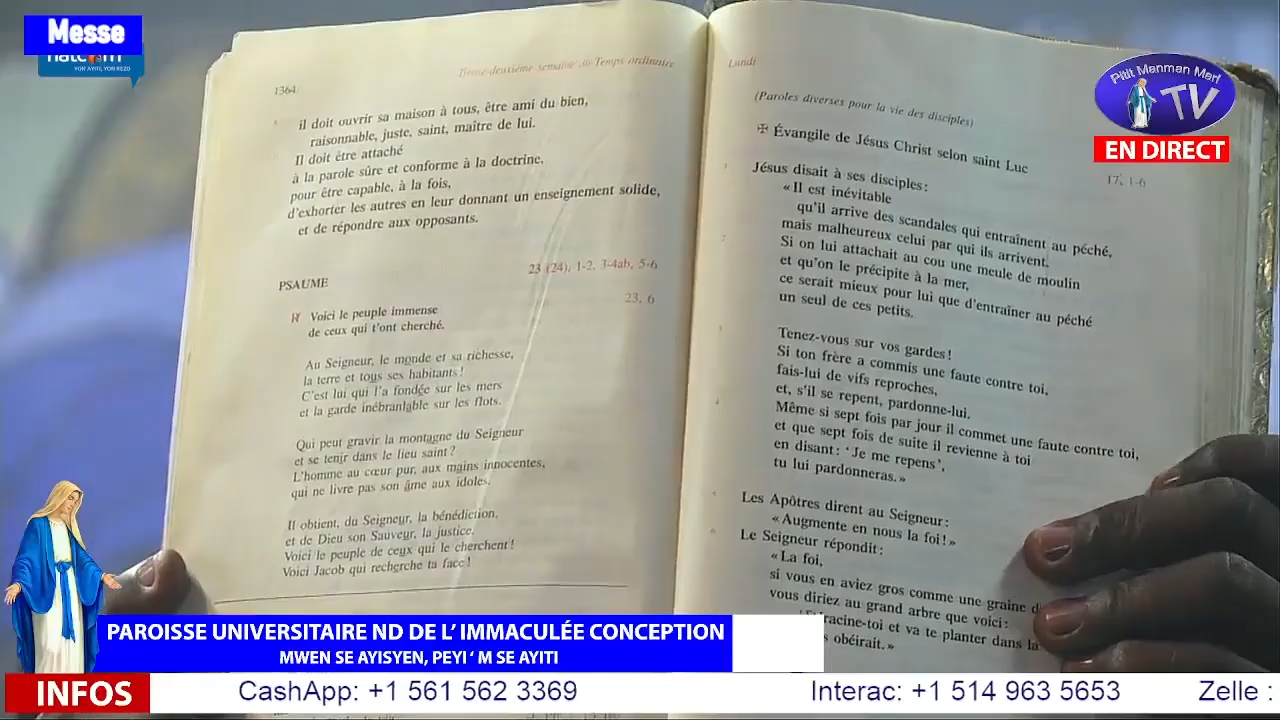 Messe
natcom
POU AYITI, YON REZO
P'tit Manman Mari
TV
EN DIRECT
1364
Trente-deuxième semaine du Temps ordinaire
il doit ouvrir sa maison à tous, être ami du bien,
raisonnable, juste, saint, maître de lui.
Il doit être attaché
à la parole sûre et conforme à la doctrine,
pour être capable, à la fois,
d'exhorter les autres en leur donnant un enseignement solide,
et de répondre aux opposants.
PSAUME
23 (24), 1-2, 3-4ab, 5-6
23, 6
R Voici le peuple immense
de ceux qui t'ont cherché.
Au Seigneur, le monde et sa richesse,
la terre et tous ses habitants !
C'est lui qui l'a fondée sur les mers
et la garde inébranlable sur les flots.
Qui peut gravir la montagne du Seigneur
et se tenir dans le lieu saint ?
L'homme au cœur pur, aux mains innocentes,
qui ne livre pas son âme aux idoles.
Il obtient, du Seigneur, la bénédiction,
et de Dieu son Sauveur, la justice.
Voici le peuple de ceux qui le cherchent !
Voici Jacob qui recherche ta face !
Lundi
(Paroles diverses pour la vie des disciples)
✠ Évangile de Jésus Christ selon saint Luc
17, 1-6
Jésus disait à ses disciples :
« Il est inévitable
qu'il arrive des scandales qui entraînent au péché,
mais malheureux celui par qui ils arrivent.
Si on lui attachait au cou une meule de moulin
et qu'on le précipite à la mer,
ce serait mieux pour lui que d'entraîner au péché
un seul de ces petits.
Tenez-vous sur vos gardes !
Si ton frère a commis une faute contre toi,
fais-lui de vifs reproches,
et, s'il se repent, pardonne-lui.
Même si sept fois par jour il commet une faute contre toi,
et que sept fois de suite il revienne à toi
en disant : 'Je me repens',
tu lui pardonneras. »
Les Apôtres dirent au Seigneur :
« Augmente en nous la foi ! »
Le Seigneur répondit :
« La foi,
si vous en aviez gros comme une graine
vous diriez au grand arbre que voici :
racine-toi et va te planter dans la
obéirait. »
PAROISSE UNIVERSITAIRE ND DE L' IMMACULÉE CONCEPTION
MWEN SE AYISYEN, PEYI ' M SE AYITI
INFOS
CashApp: +1 561 562 3369
Interac: +1 514 963 5653
Zelle :